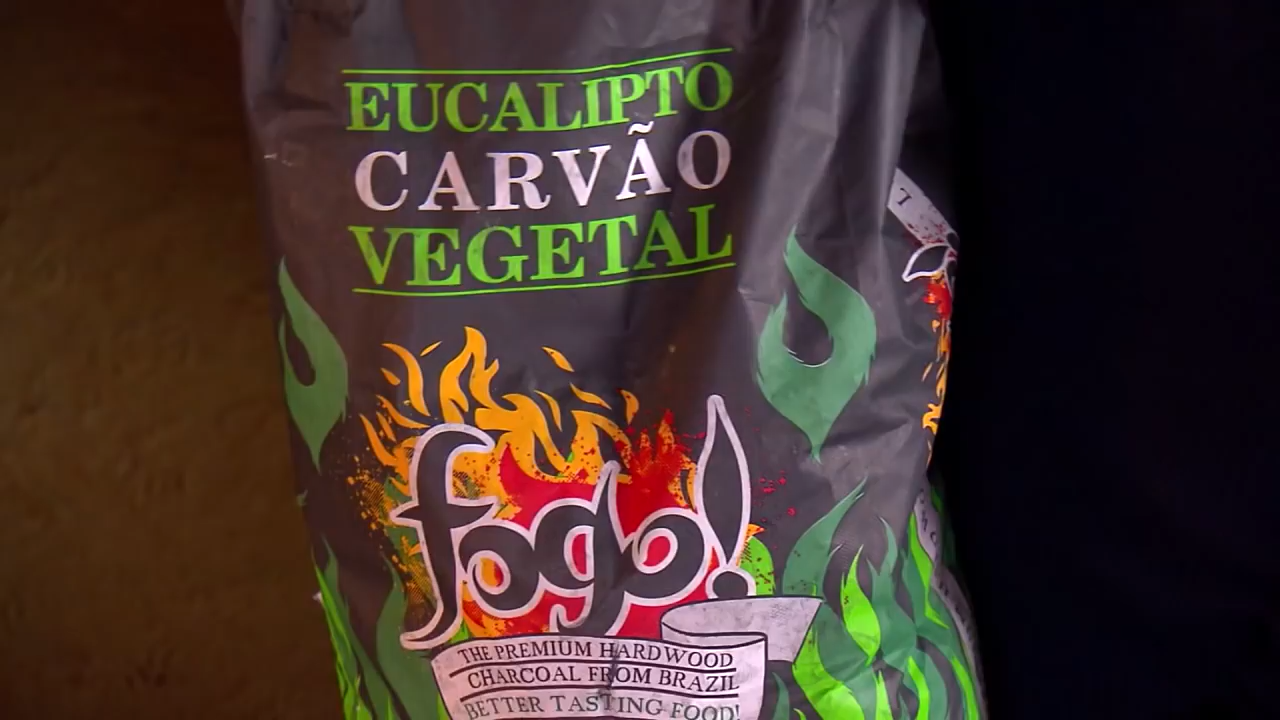 EUCALIPTO
CARVÃO
VEGETAL
fogo!
THE PREMIUM HARDWOOD
CHARCOAL FROM BRAZIL
BETTER TASTING FOOD!